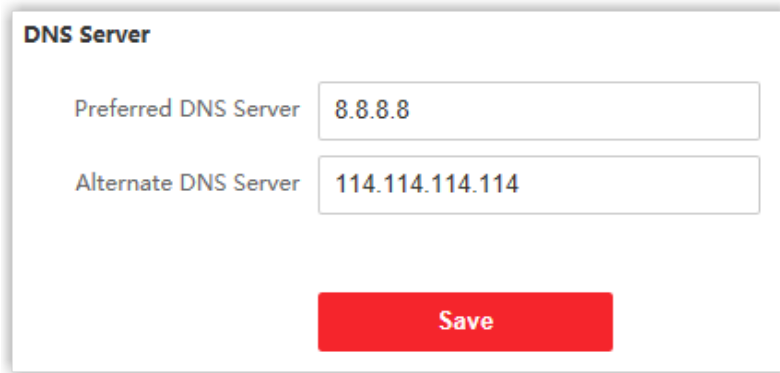 DNS Server
Preferred DNS Server 8.8.8.8
Alternate DNS Server 114.114.114.114
Save